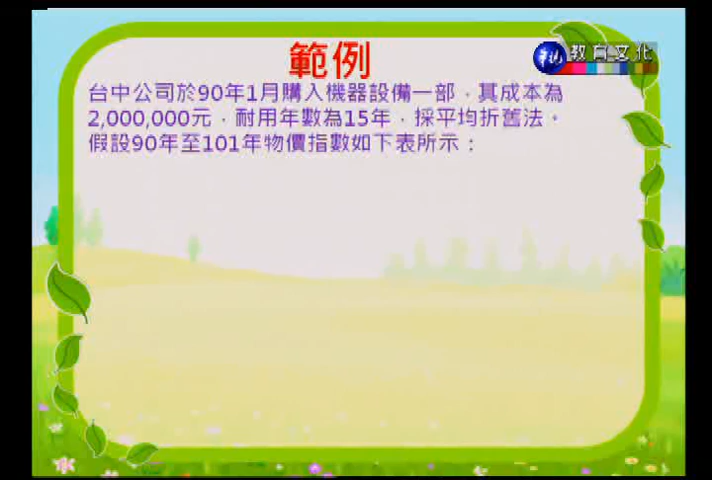 範例
華視 教育文化
台中公司於90年1月購入機器設備一部，其成本為
2,000,000元，耐用年數為15年，採平均折舊法。
假設90年至101年物價指數如下表所示：